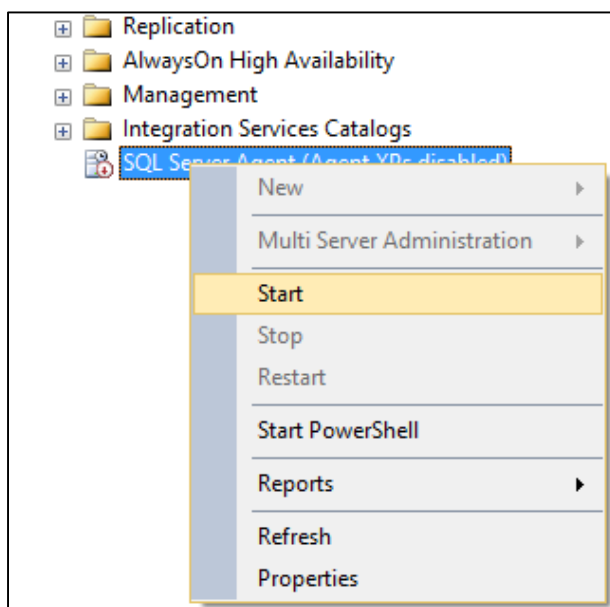 Replication
AlwaysOn High Availability
Management
Integration Services Catalogs
SQL Server Agent (Agent XPs disabled)
New
Multi Server Administration
Start
Stop
Restart
Start PowerShell
Reports
Refresh
Properties